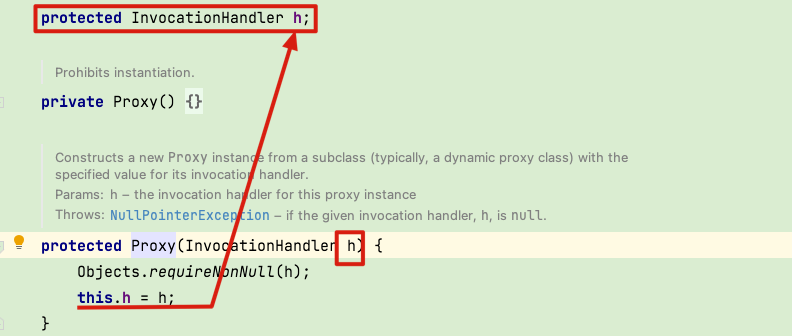 protected InvocationHandler h;
Prohibits instantiation.
private Proxy() {}
Constructs a new Proxy instance from a subclass (typically, a dynamic proxy class) with the
specified value for its invocation handler.
Params: h – the invocation handler for this proxy instance
Throws: NullPointerException – if the given invocation handler, h, is null.
protected Proxy(InvocationHandler h) {
Objects.requireNonNull(h);
this.h = h;
}